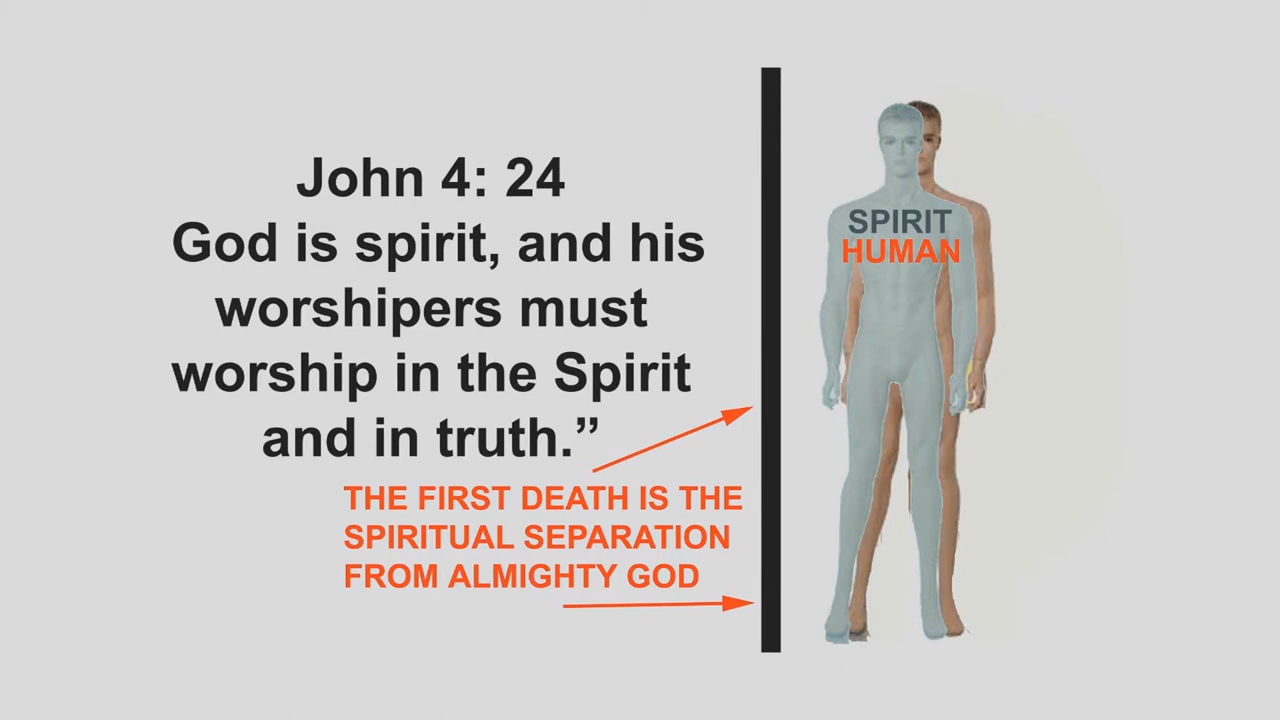 John 4: 24
God is spirit, and his
worshipers must
worship in the Spirit
and in truth.”
THE FIRST DEATH IS THE
SPIRITUAL SEPARATION
FROM ALMIGHTY GOD
SPIRIT
HUMAN